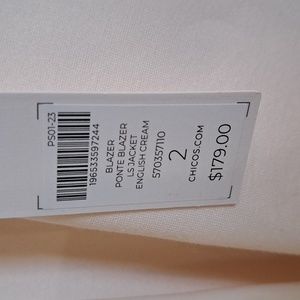 PS01-23
196533597244
BLAZER
PONTE BLAZER
LS JACKET
ENGLISH CREAM
570357110
2
CHICOS.COM
$179.00